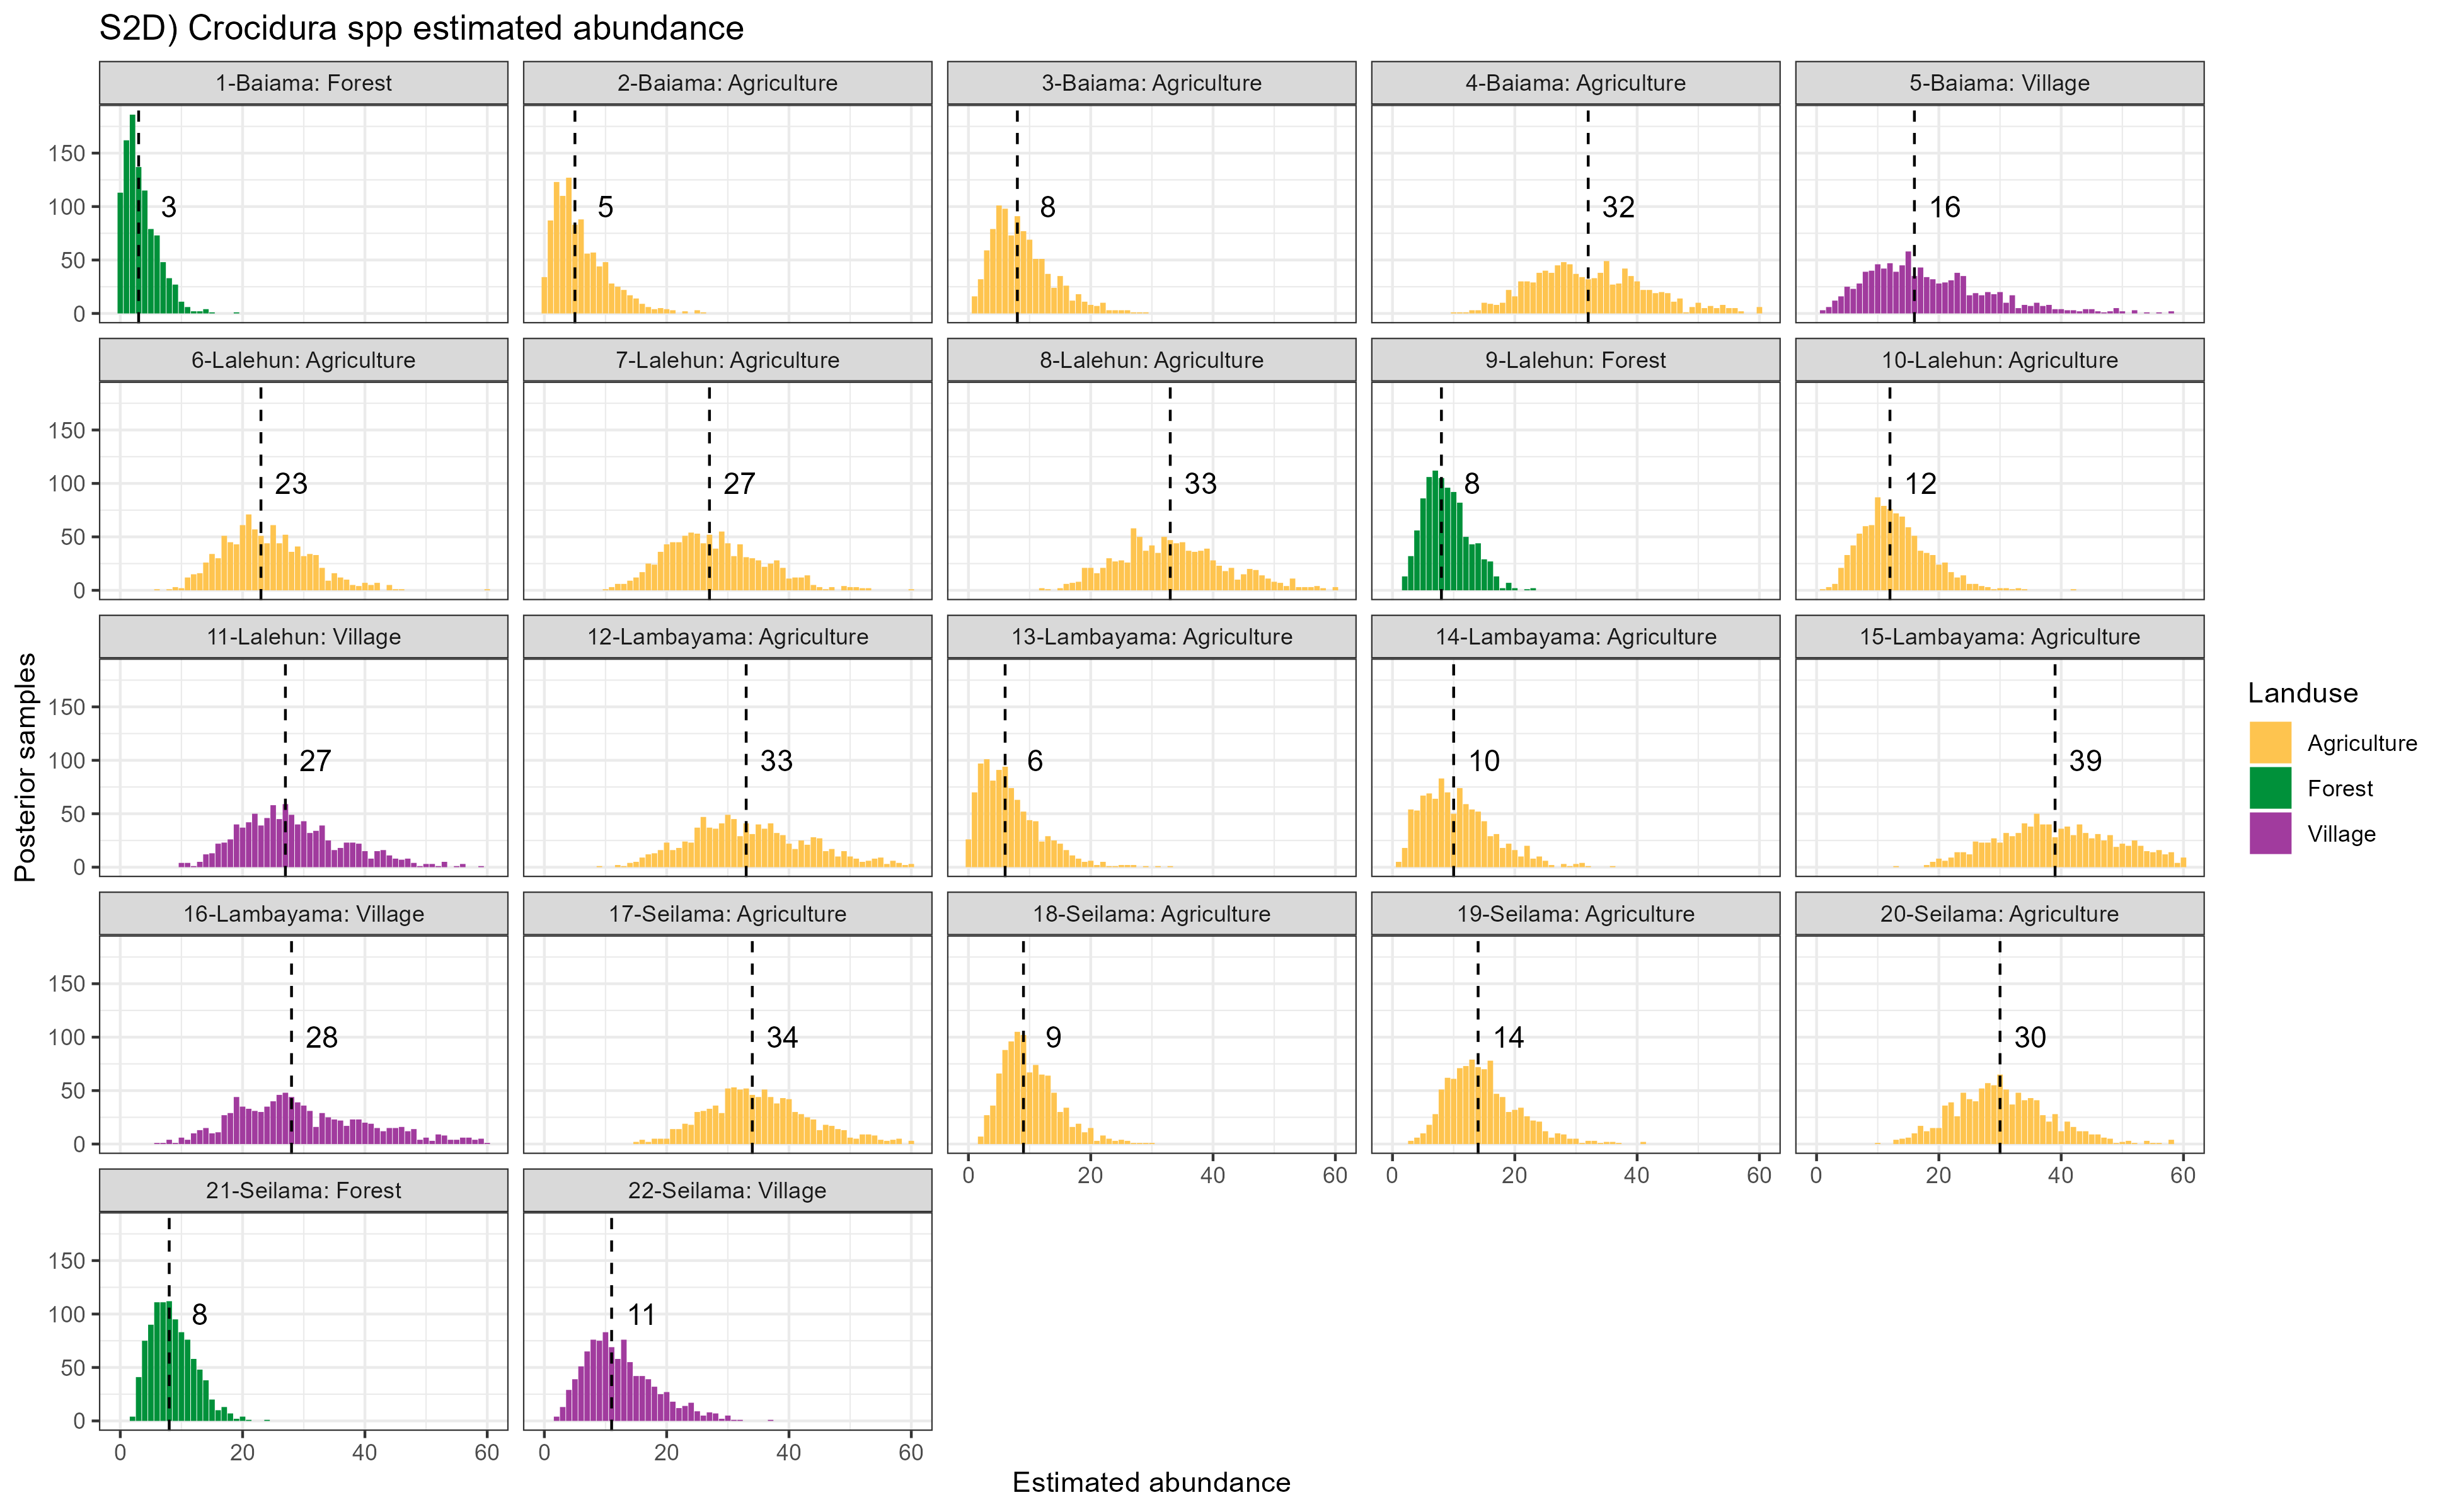 S2D) Crocidura spp estimated abundance
1-Baiama: Forest
2-Baiama: Agriculture
3-Baiama: Agriculture
4-Baiama: Agriculture
5-Baiama: Village
150
100
50
0
3
5
8
32
16
6-Lalehun: Agriculture
7-Lalehun: Agriculture
8-Lalehun: Agriculture
9-Lalehun: Forest
10-Lalehun: Agriculture
150
100
50
0
23
27
33
8
12
11-Lalehun: Village
12-Lambayama: Agriculture
13-Lambayama: Agriculture
14-Lambayama: Agriculture
15-Lambayama: Agriculture
150
100
50
0
27
33
6
10
39
16-Lambayama: Village
17-Seilama: Agriculture
18-Seilama: Agriculture
19-Seilama: Agriculture
20-Seilama: Agriculture
150
100
50
0
28
34
9
14
30
0 20 40 60
0 20 40 60
0 20 40 60
21-Seilama: Forest
22-Seilama: Village
150
100
50
0
8
11
0 20 40 60
0 20 40 60
Estimated abundance
Posterior samples
Landuse
Agriculture
Forest
Village